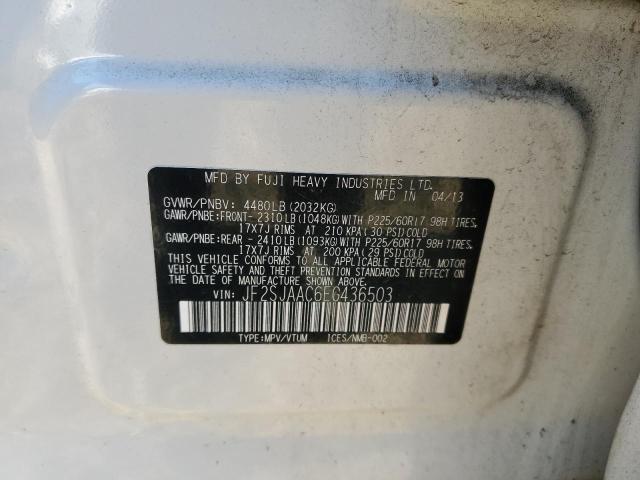 MFD BY FUJI HEAVY INDUSTRIES LTD.
MFD IN 04/13
GVWR/PNBV: 4480LB(2032KG)
GAWR/PNBE:FRONT- 2310LB(1048KG)WITH P225/60R17 98H TIRES,
17X7J RIMS AT 210 KPA(30 PSI)COLD
GAWR/PNBE:REAR - 2410LB(1093KG)WITH P225/60R17 98H TIRES,
17X7J RIMS AT 200 KPA(29 PSI)COLD
THIS VEHICLE CONFORMS TO ALL APPLICABLE FEDERAL MOTOR
VEHICLE SAFETY AND THEFT PREVENTION STANDARDS IN EFFECT ON
THE DATE OF MANUFACTURE SHOWN ABOVE.
VIN: JF2SJAAC6EG436503
TYPE:MPV/VTUM ICES/NMB-002